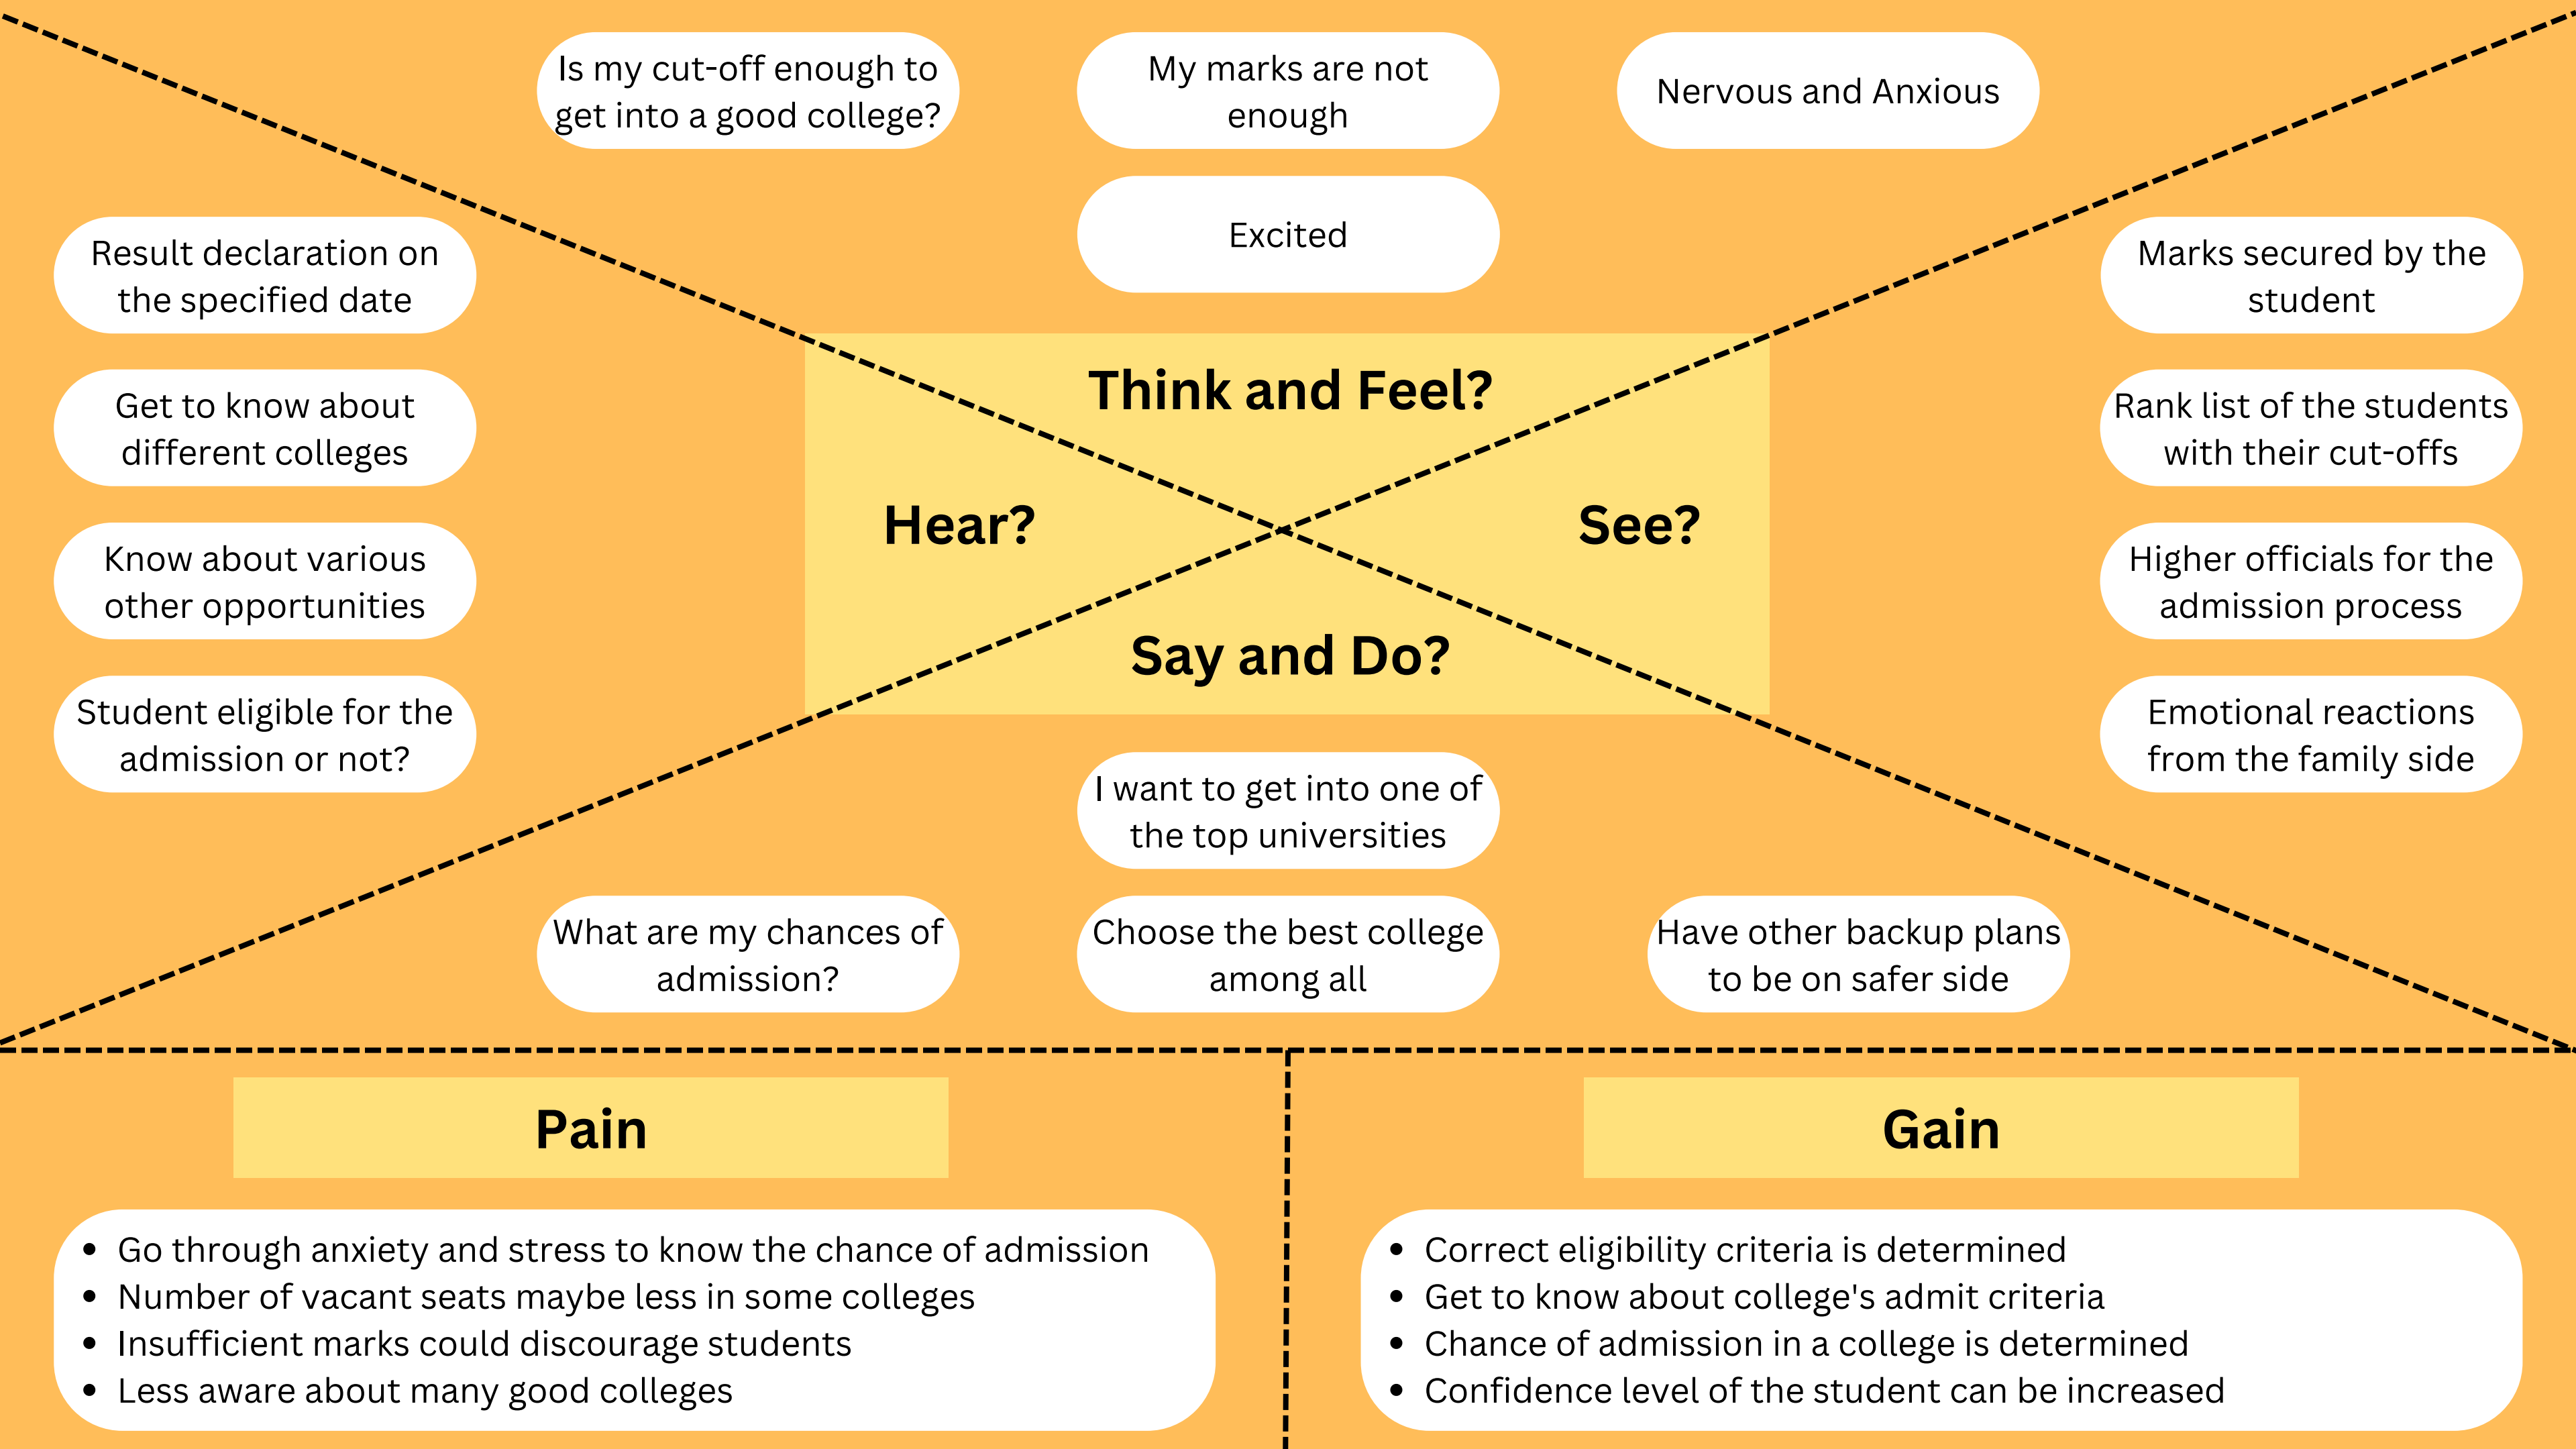 Is my cut-off enough to
get into a good college?
My marks are not
enough
Nervous and Anxious
Excited
Result declaration on
the specified date
Get to know about
different colleges
Know about various
other opportunities
Student eligible for the
admission or not?
Think and Feel?
Hear?
See?
Say and Do?
Marks secured by the
student
Rank list of the students
with their cut-offs
Higher officials for the
admission process
Emotional reactions
from the family side
I want to get into one of
the top universities
What are my chances of
admission?
Choose the best college
among all
Have other backup plans
to be on safer side
Pain
• Go through anxiety and stress to know the chance of admission
• Number of vacant seats maybe less in some colleges
• Insufficient marks could discourage students
• Less aware about many good colleges
Gain
• Correct eligibility criteria is determined
• Get to know about college's admit criteria
• Chance of admission in a college is determined
• Confidence level of the student can be increased